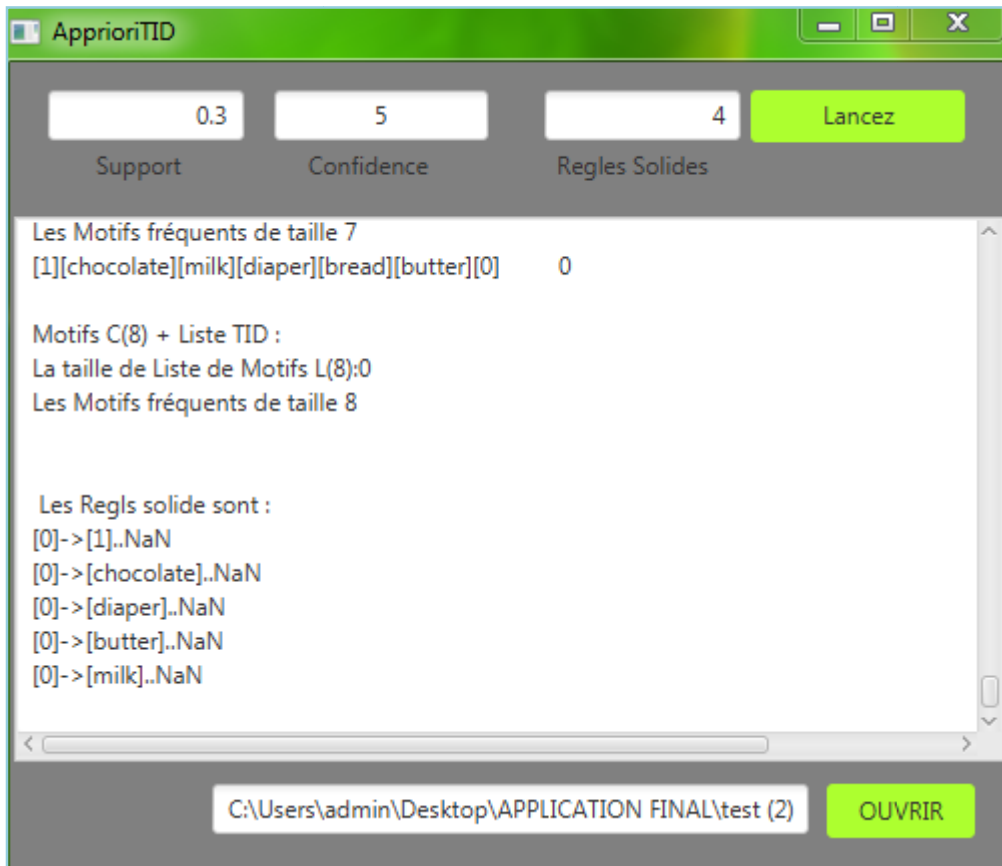 ApprioriTID
0.3 5 4 Lancez
Support Confidence Regles Solides
Les Motifs fréquents de taille 7
[1][chocolate][milk][diaper][bread][butter][0] 0
Motifs C(8) + Liste TID :
La taille de Liste de Motifs L(8):0
Les Motifs fréquents de taille 8
Les Regls solide sont :
[0]->[1]..NaN
[0]->[chocolate]..NaN
[0]->[diaper]..NaN
[0]->[butter]..NaN
[0]->[milk]..NaN
C:\Users\admin\Desktop\APPLICATION FINAL\test (2) OUVRIR